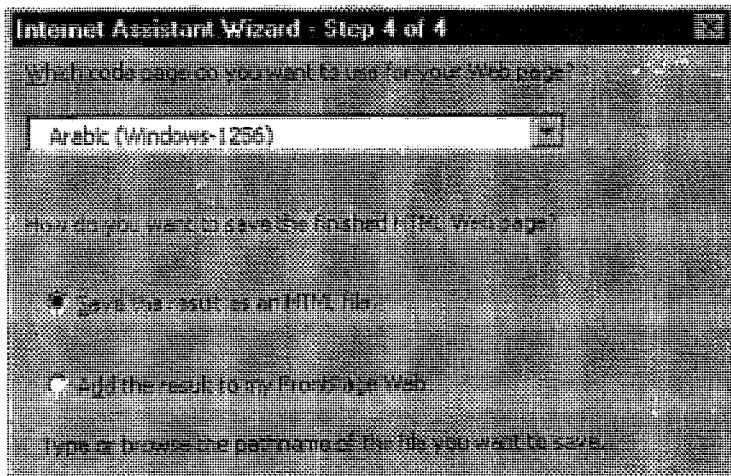 Internet Assistant Wizard - Step 4 of 4
Which code page do you want to use for your Web page?
Arabic (Windows-1256)
How do you want to save the finished HTML Web page?
Save the result as an HTML file.
Add the result to my FrontPage Web.
Type or browse the pathname of the file you want to save.